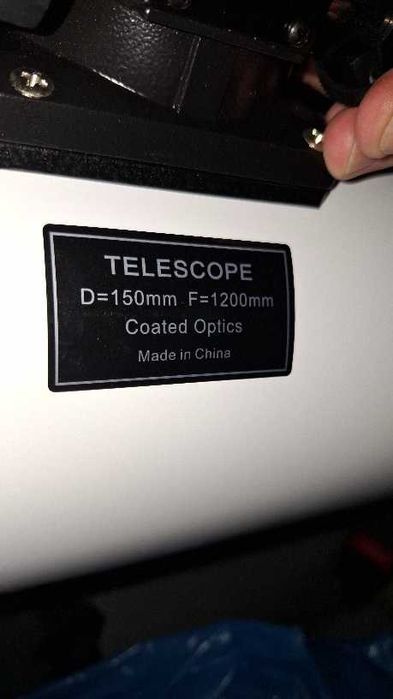 TELESCOPE
D=150mm F=1200mm
Coated Optics
Made in China